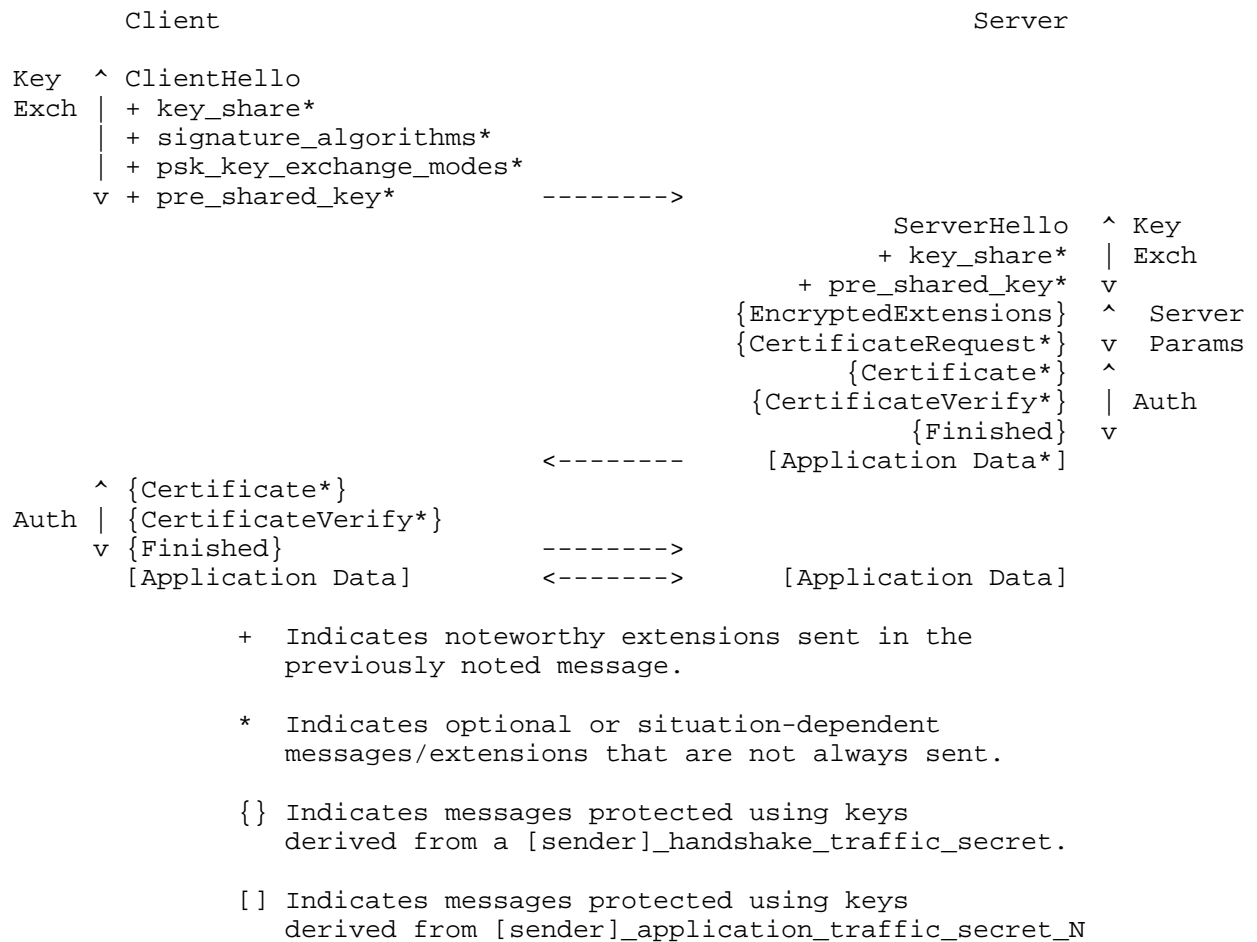 Client                                           Server

Key  ^ ClientHello
Exch | + key_share*
     | + signature_algorithms*
     | + psk_key_exchange_modes*
     v + pre_shared_key*         -------->
                                                  ServerHello  ^ Key
                                                 + key_share*  | Exch
                                            + pre_shared_key*  v
                                        {EncryptedExtensions}  ^  Server
                                        {CertificateRequest*}  v  Params
                                               {Certificate*}  ^
                                         {CertificateVerify*}  | Auth
                                                   {Finished}  v
                                 <--------  [Application Data*]
     ^ {Certificate*}
Auth | {CertificateVerify*}
     v {Finished}                -------->
       [Application Data]        <------->  [Application Data]

              +  Indicates noteworthy extensions sent in the
                 previously noted message.

              *  Indicates optional or situation-dependent
                 messages/extensions that are not always sent.

              {} Indicates messages protected using keys
                 derived from a [sender]_handshake_traffic_secret.

              [] Indicates messages protected using keys
                 derived from [sender]_application_traffic_secret_N